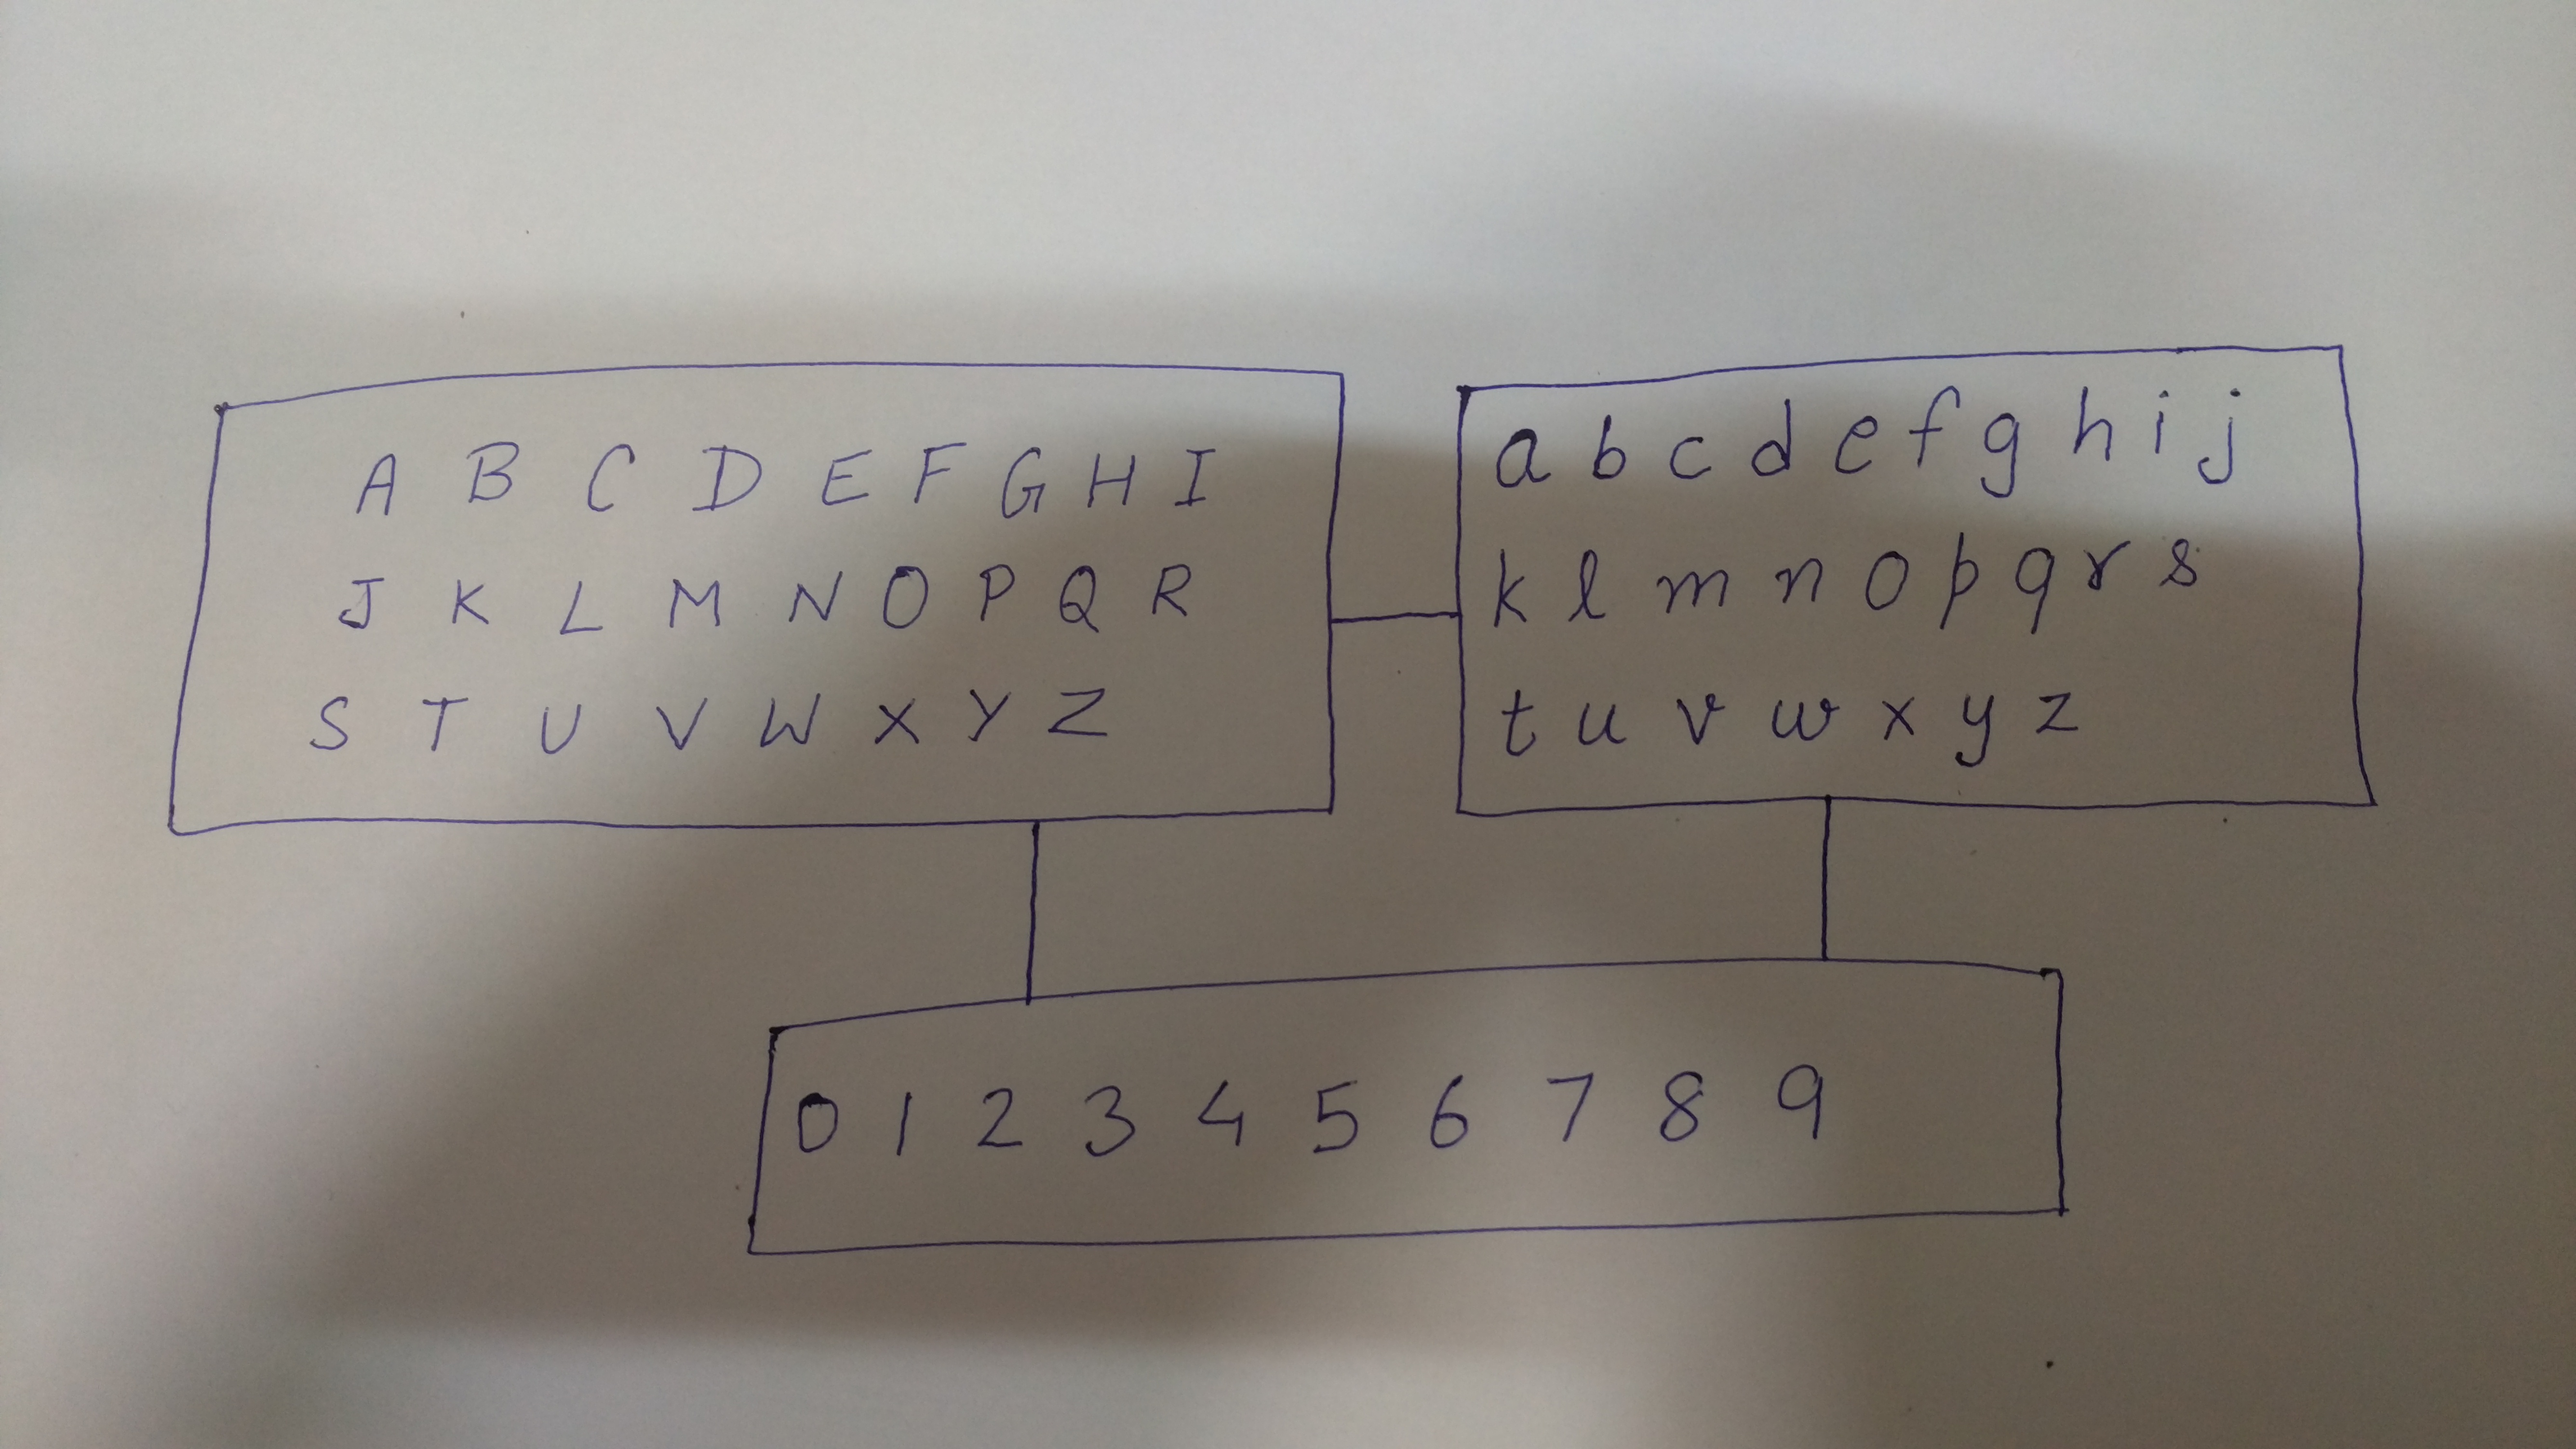 A B C D E F G H I
J K L M N O P Q R
S T U V W X Y Z
a b c d e f g h i j
k l m n o p q r s
t u v w x y z
0 1 2 3 4 5 6 7 8 9